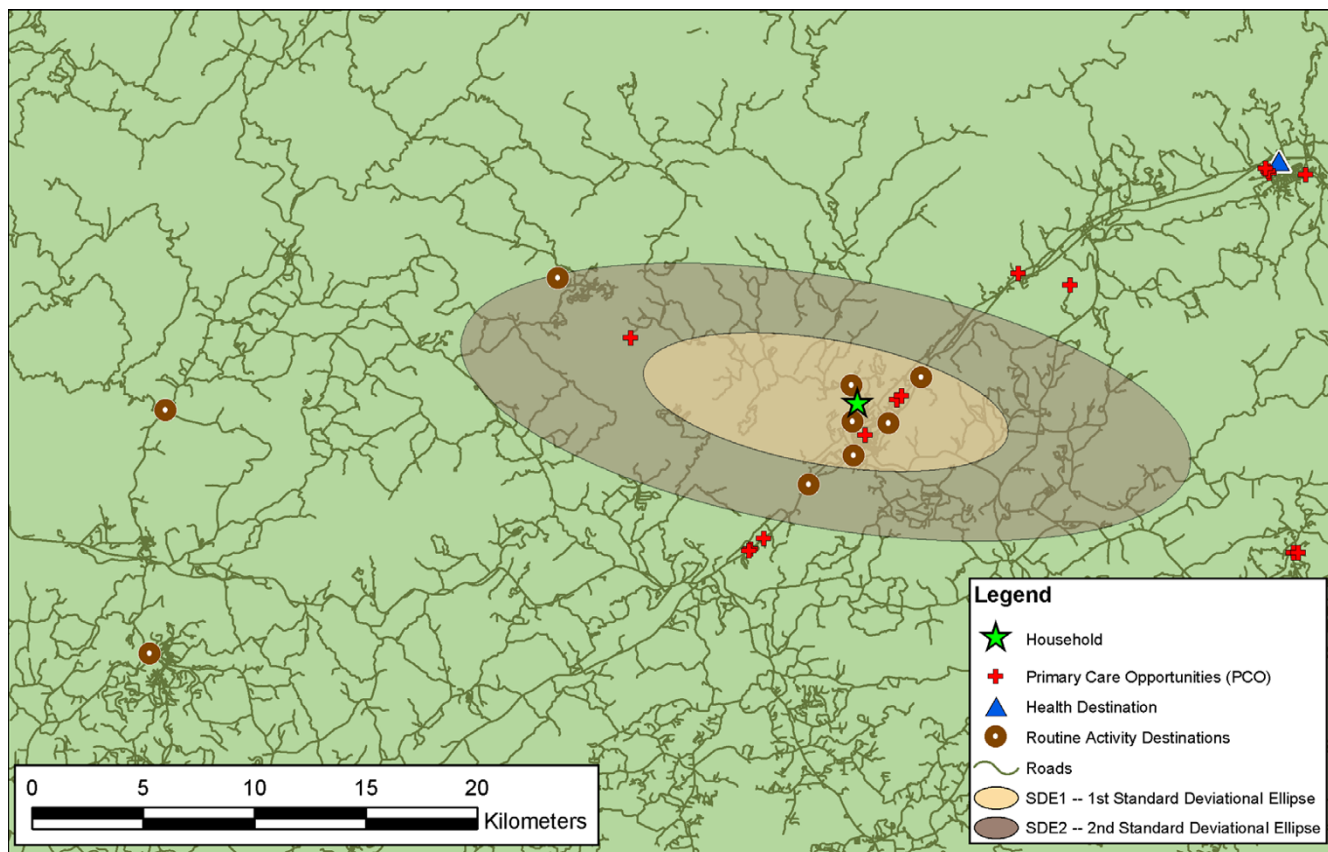 Legend
Household
Primary Care Opportunities (PCO)
Health Destination
Routine Activity Destinations
Roads
SDE1 -- 1st Standard Deviational Ellipse
SDE2 -- 2nd Standard Deviational Ellipse
0 5 10 15 20
Kilometers